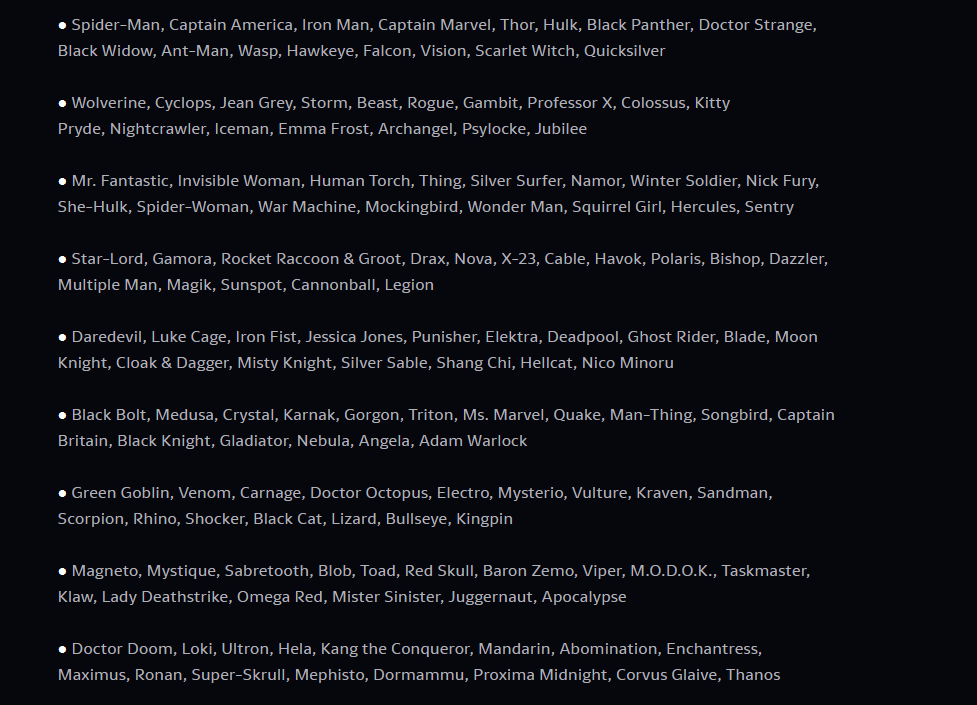 ● Spider-Man, Captain America, Iron Man, Captain Marvel, Thor, Hulk, Black Panther, Doctor Strange,
Black Widow, Ant-Man, Wasp, Hawkeye, Falcon, Vision, Scarlet Witch, Quicksilver
● Wolverine, Cyclops, Jean Grey, Storm, Beast, Rogue, Gambit, Professor X, Colossus, Kitty
Pryde, Nightcrawler, Iceman, Emma Frost, Archangel, Psylocke, Jubilee
● Mr. Fantastic, Invisible Woman, Human Torch, Thing, Silver Surfer, Namor, Winter Soldier, Nick Fury,
She-Hulk, Spider-Woman, War Machine, Mockingbird, Wonder Man, Squirrel Girl, Hercules, Sentry
● Star-Lord, Gamora, Rocket Raccoon & Groot, Drax, Nova, X-23, Cable, Havok, Polaris, Bishop, Dazzler,
Multiple Man, Magik, Sunspot, Cannonball, Legion
● Daredevil, Luke Cage, Iron Fist, Jessica Jones, Punisher, Elektra, Deadpool, Ghost Rider, Blade, Moon
Knight, Cloak & Dagger, Misty Knight, Silver Sable, Shang Chi, Hellcat, Nico Minoru
● Black Bolt, Medusa, Crystal, Karnak, Gorgon, Triton, Ms. Marvel, Quake, Man-Thing, Songbird, Captain
Britain, Black Knight, Gladiator, Nebula, Angela, Adam Warlock
● Green Goblin, Venom, Carnage, Doctor Octopus, Electro, Mysterio, Vulture, Kraven, Sandman,
Scorpion, Rhino, Shocker, Black Cat, Lizard, Bullseye, Kingpin
● Magneto, Mystique, Sabretooth, Blob, Toad, Red Skull, Baron Zemo, Viper, M.O.D.O.K., Taskmaster,
Klaw, Lady Deathstrike, Omega Red, Mister Sinister, Juggernaut, Apocalypse
● Doctor Doom, Loki, Ultron, Hela, Kang the Conqueror, Mandarin, Abomination, Enchantress,
Maximus, Ronan, Super-Skrull, Mephisto, Dormammu, Proxima Midnight, Corvus Glaive, Thanos